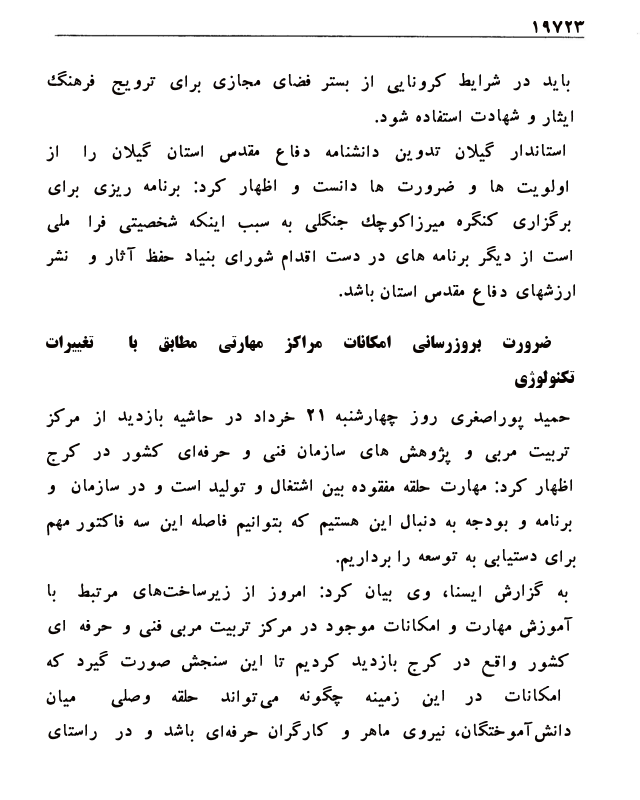 ۱۹۷۲۳
باید در شرایط کرونایی از بستر فضای مجازی برای ترویج فرهنگ
ایثار و شهادت استفاده شود.
استاندار گیلان تدوین دانشنامه دفاع مقدس استان گیلان را از
اولویت ها و ضرورت ها دانست و اظهار کرد: برنامه ریزی برای
برگزاری کنگره میرزاکوچك جنگلی به سبب اینکه شخصیتی فرا ملی
است از دیگر برنامه های در دست اقدام شورای بنیاد حفظ آثار و نشر
ارزشهای دفاع مقدس استان باشد.
ضرورت بروزرسانی امکانات مراکز مهارتی مطابق با تغییرات
تکنولوژی
حمید پوراصغری روز چهارشنبه ۲۱ خرداد در حاشیه بازدید از مرکز
تربیت مربی و پژوهش های سازمان فنی و حرفه‌ای کشور در کرج
اظهار کرد: مهارت حلقه مفقوده بین اشتغال و تولید است و در سازمان و
برنامه و بودجه به دنبال این هستیم که بتوانیم فاصله این سه فاکتور مهم
برای دستیابی به توسعه را برداریم.
به گزارش ایسنا، وی بیان کرد: امروز از زیرساخت‌های مرتبط با
آموزش مهارت و امکانات موجود در مرکز تربیت مربی فنی و حرفه ای
کشور واقع در کرج بازدید کردیم تا این سنجش صورت گیرد که
امکانات در این زمینه چگونه می‌تواند حلقه وصلی میان
دانش‌آموختگان، نیروی ماهر و کارگران حرفه‌ای باشد و در راستای